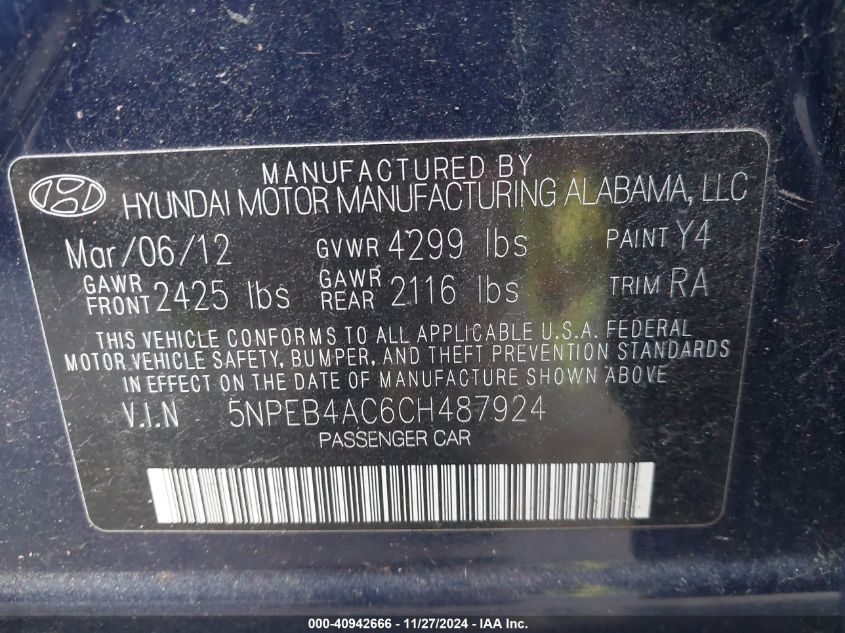 MANUFACTURED BY
HYUNDAI MOTOR MANUFACTURING ALABAMA, LLC
Mar/06/12 GVWR 4299 lbs PAINT Y4
GAWR FRONT 2425 lbs GAWR REAR 2116 lbs TRIM RA
THIS VEHICLE CONFORMS TO ALL APPLICABLE U.S.A. FEDERAL
MOTOR VEHICLE SAFETY, BUMPER, AND THEFT PREVENTION STANDARDS
IN EFFECT ON THE DATE OF MANUFACTURE SHOWN ABOVE
V.I.N 5NPEB4AC6CH487924
PASSENGER CAR
000-40942666 - 11/27/2024 - IAA Inc.